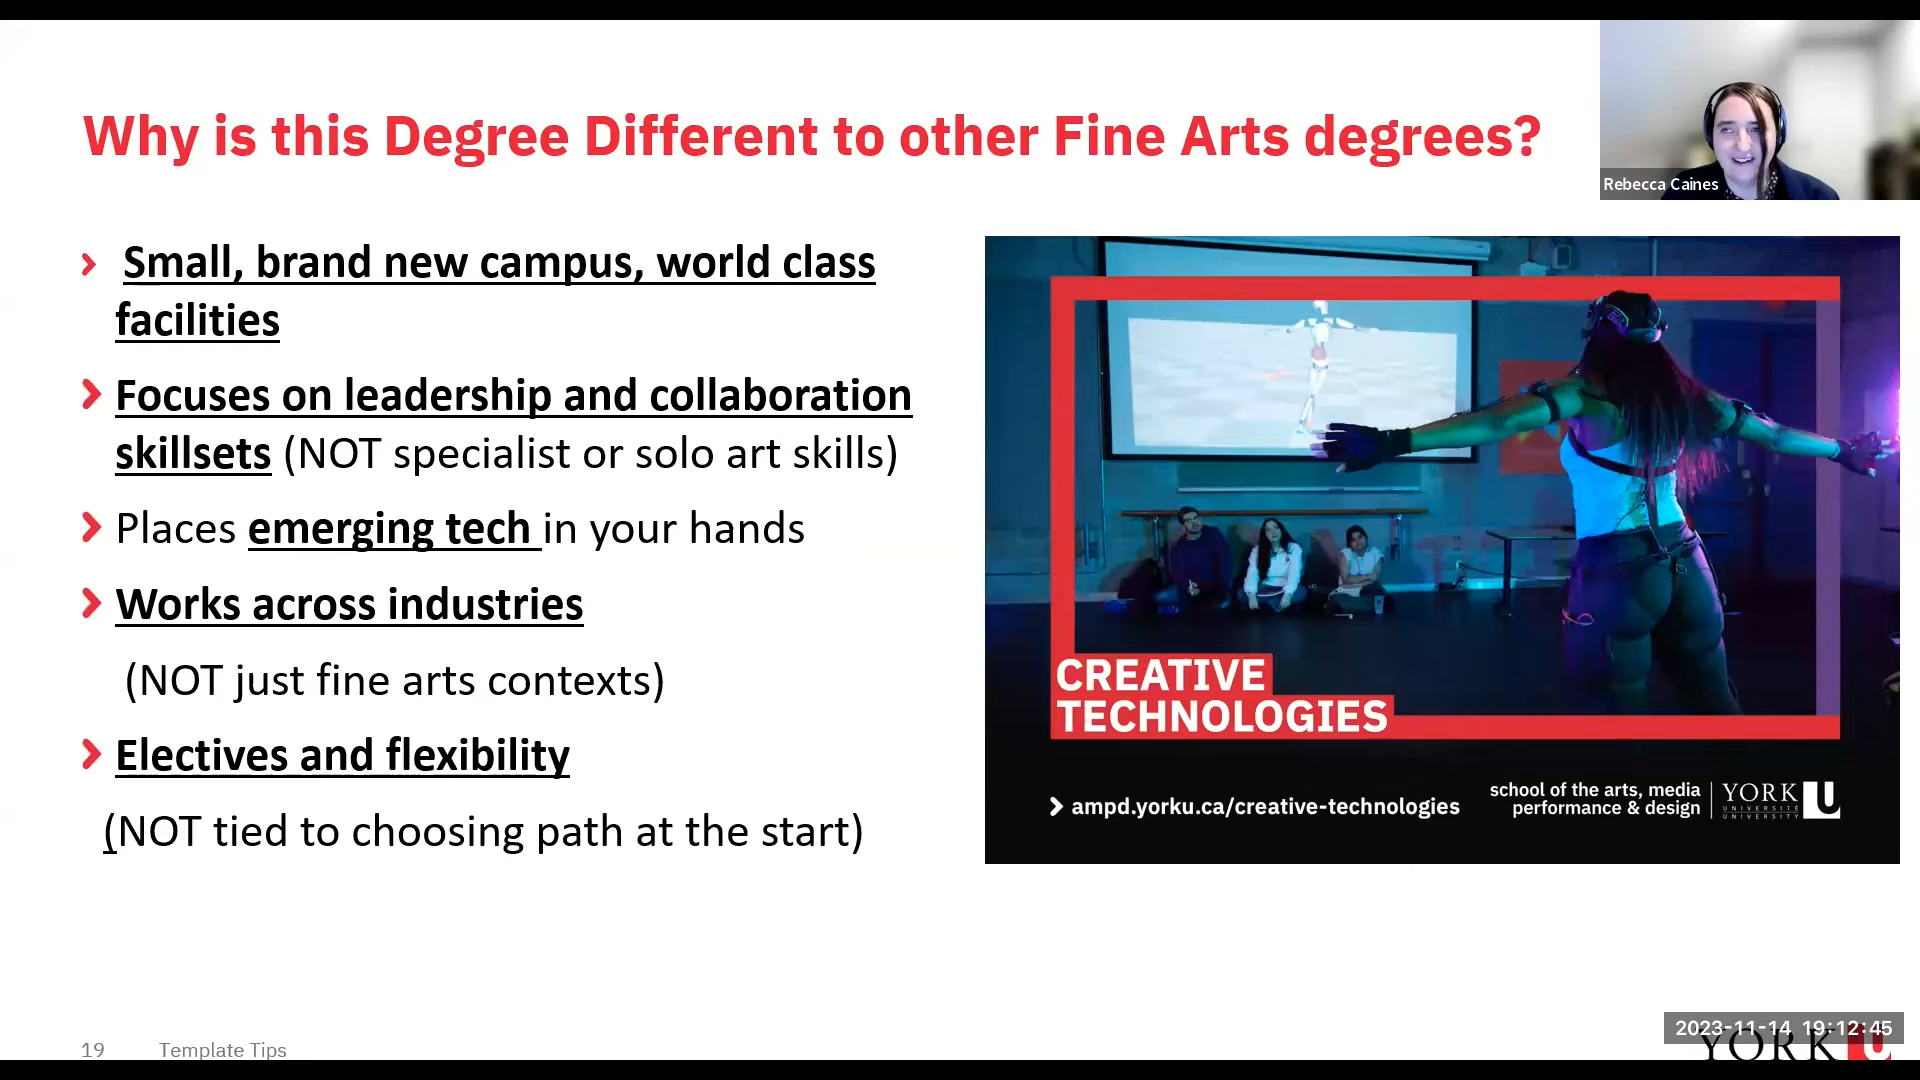 Why is this Degree Different to other Fine Arts degrees?
Rebecca Caines
Small, brand new campus, world class
facilities
Focuses on leadership and collaboration
skillsets (NOT specialist or solo art skills)
Places emerging tech in your hands
Works across industries
(NOT just fine arts contexts)
Electives and flexibility
(NOT tied to choosing path at the start)
CREATIVE
TECHNOLOGIES
ampd.yorku.ca/creative-technologies
school of the arts, media
performance & design
YORK U
UNIVERSITÉ
UNIVERSITY
19 Template Tips
2023-11-14 19:12:45
YORK U